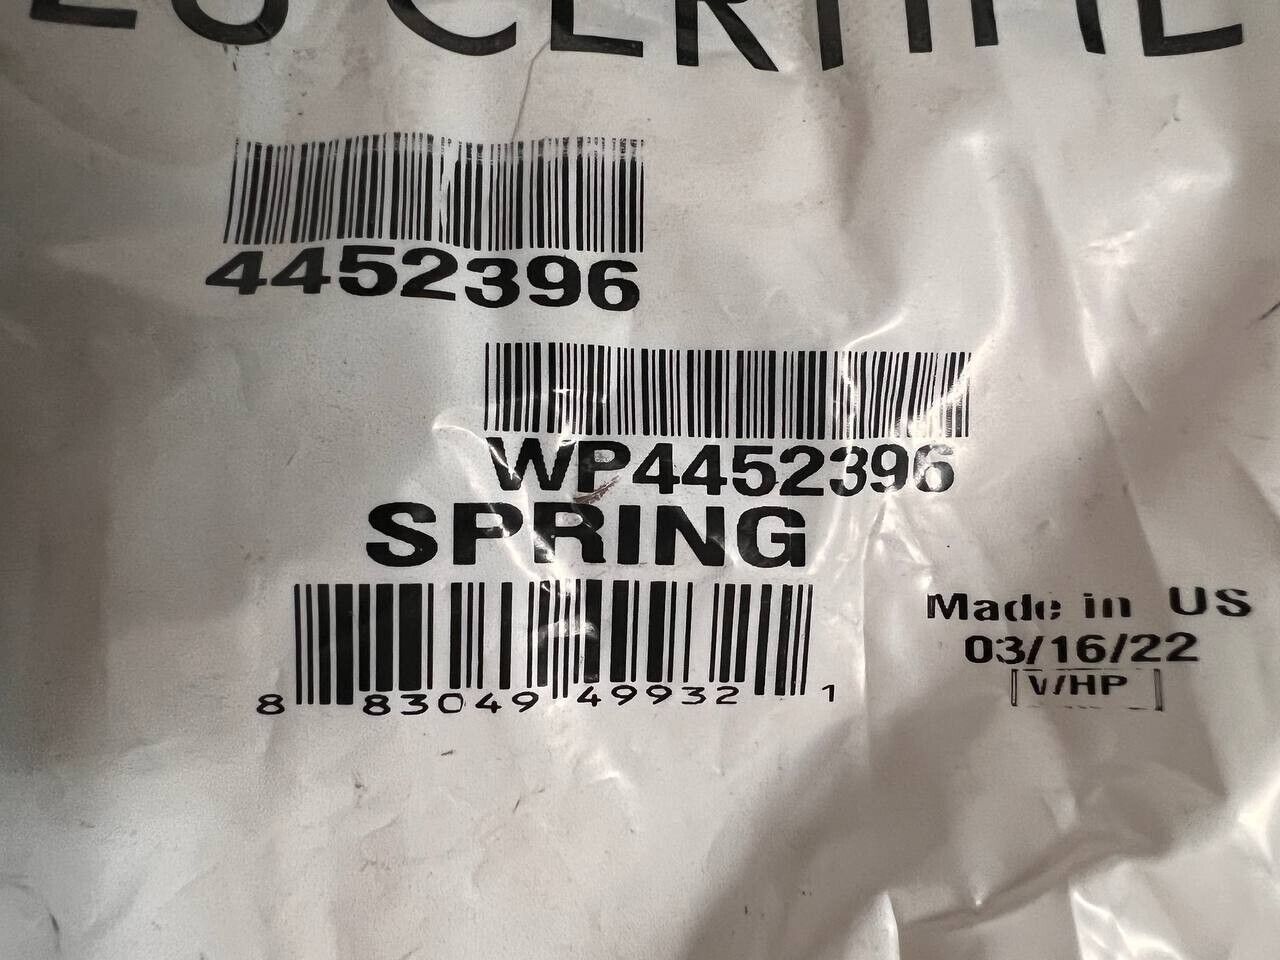 4452396
WP4452396
SPRING
8 83049 49932 1
Made in US
03/16/22
V/HP